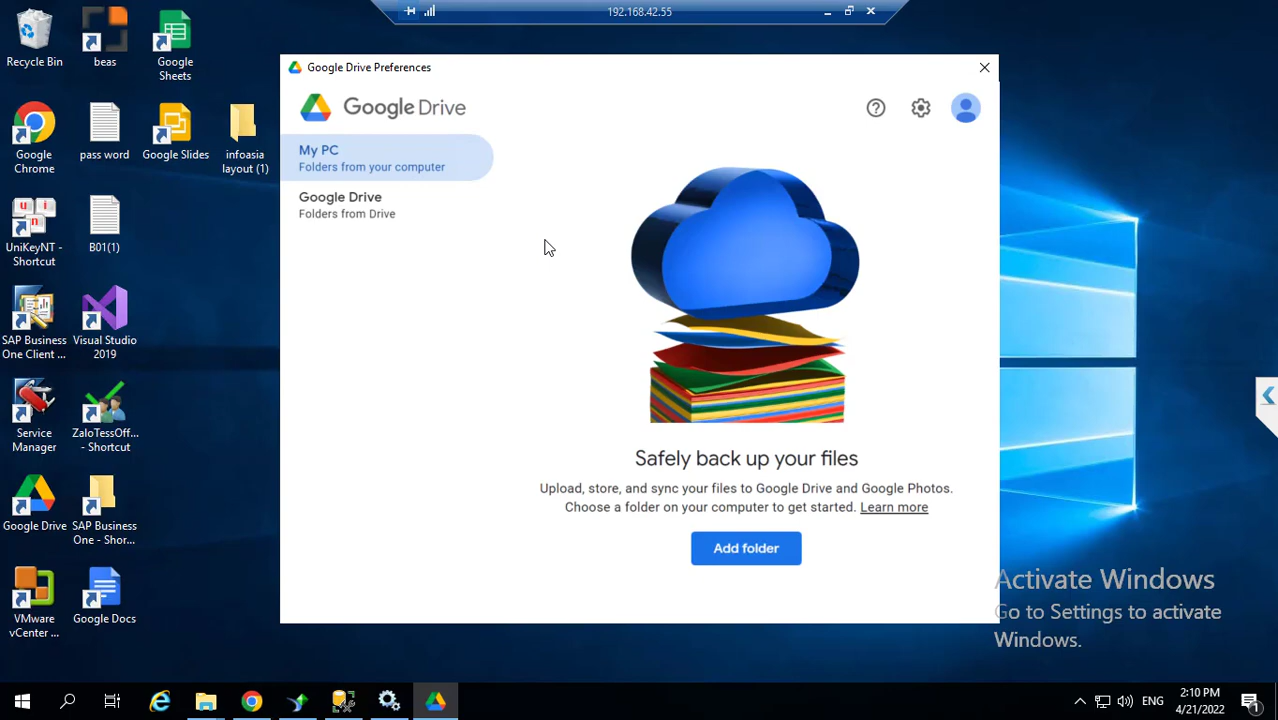 192.168.42.55
Recycle Bin
beas
Google
Sheets
Google
Chrome
pass word
Google Slides
infoasia
layout (1)
UniKeyNT -
Shortcut
B01(1)
SAP Business
One Client ...
Visual Studio
2019
Service
Manager
ZaloTessOff...
- Shortcut
Google Drive
SAP Business
One - Shor...
VMware
vCenter ...
Google Docs
Google Drive Preferences
Google Drive
My PC
Folders from your computer
Google Drive
Folders from Drive
Safely back up your files
Upload, store, and sync your files to Google Drive and Google Photos.
Choose a folder on your computer to get started. Learn more
Add folder
Activate Windows
Go to Settings to activate
Windows.
ENG
2:10 PM
4/21/2022
1